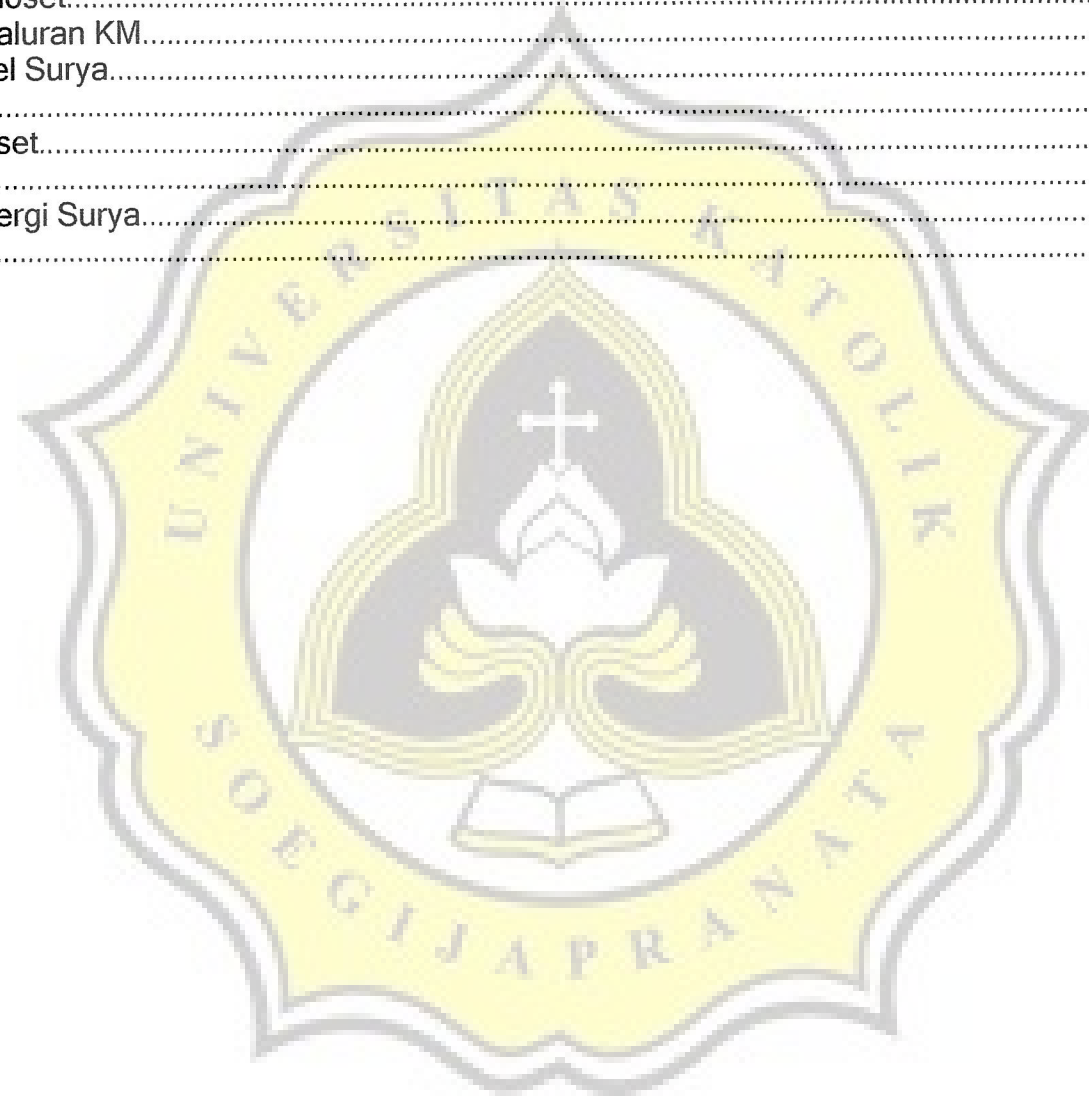 aluran KM
el Surya
set
ergi Surya
UNIVERSITAS KATOLIK
SOEGIJAPRANATA